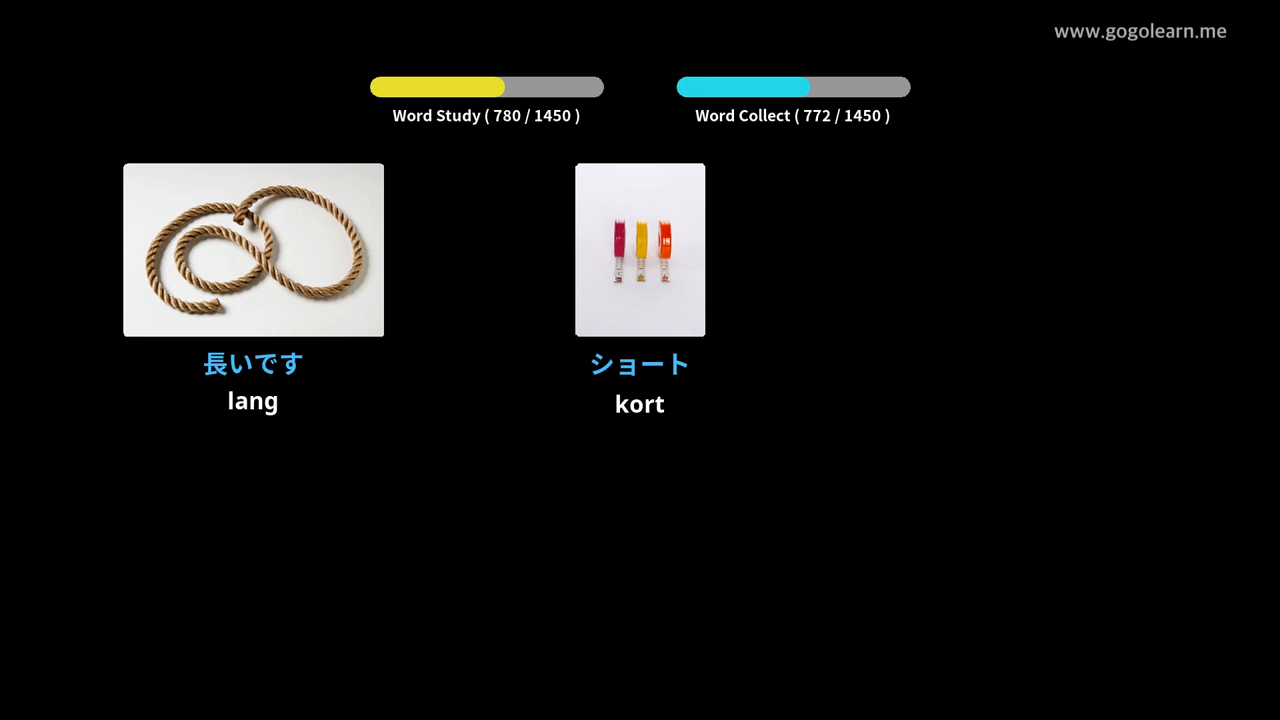 www.gogolearn.me
Word Study ( 780 / 1450 )
Word Collect ( 772 / 1450 )
長いです
lang
ショート
kort